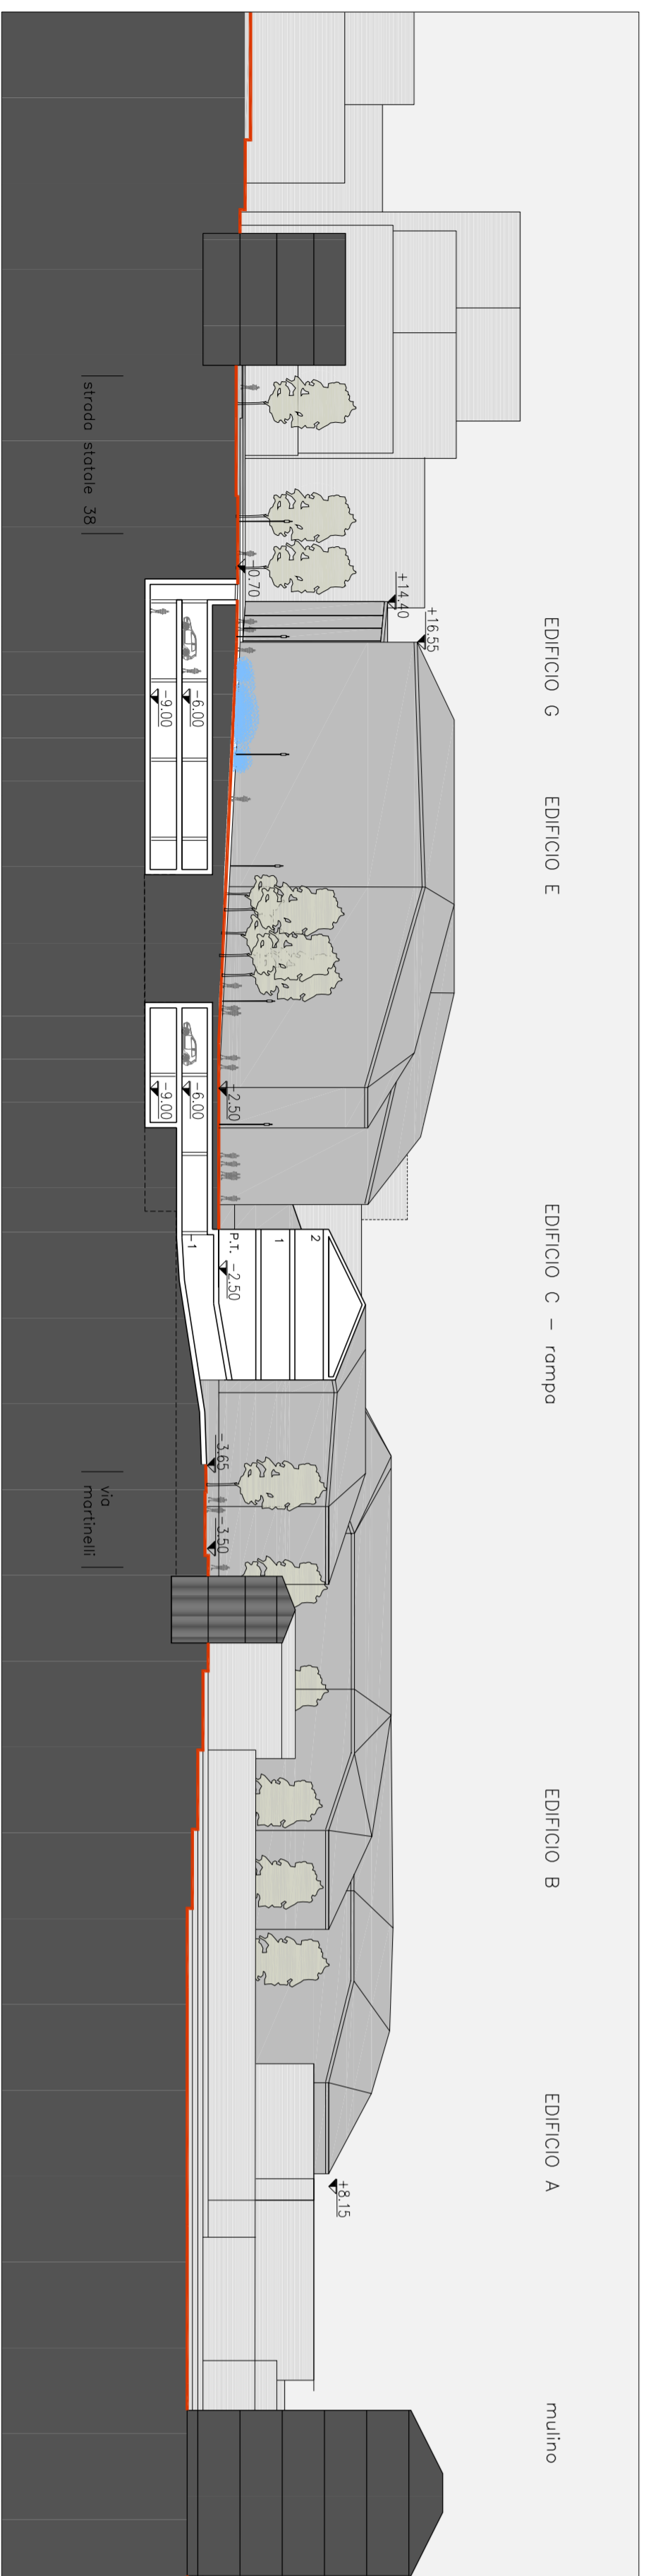 EDIFICIO G
EDIFICIO E
EDIFICIO C – rampa
EDIFICIO B
EDIFICIO A
mulino
+14.40
+16.55
-0.70
-2.50
2
1
P.T. -2.50
-1
-3.65
-3.50
+8.15
-6.00
-9.00
-6.00
-9.00
strada statale 38
via
martinelli